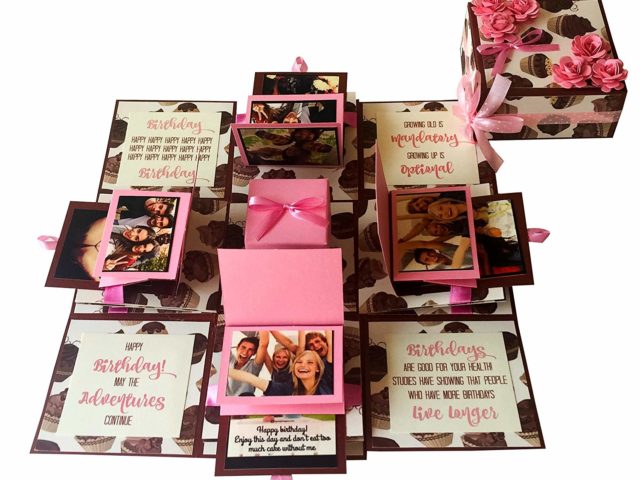 Birthday
HAPPY HAPPY HAPPY HAPPY
HAPPY HAPPY HAPPY HAPPY
HAPPY HAPPY HAPPY HAPPY
Birthday
GROWING OLD IS
Mandatory
GROWING UP IS
Optional
HAPPY
Birthday!
MAY THE
Adventures
CONTINUE
Birthdays
ARE GOOD FOR YOUR HEALTH!
STUDIES HAVE SHOWING THAT PEOPLE
WHO HAVE MORE BIRTHDAYS
Live Longer
Happy birthday!
Enjoy this day and don't eat too
much cake without me